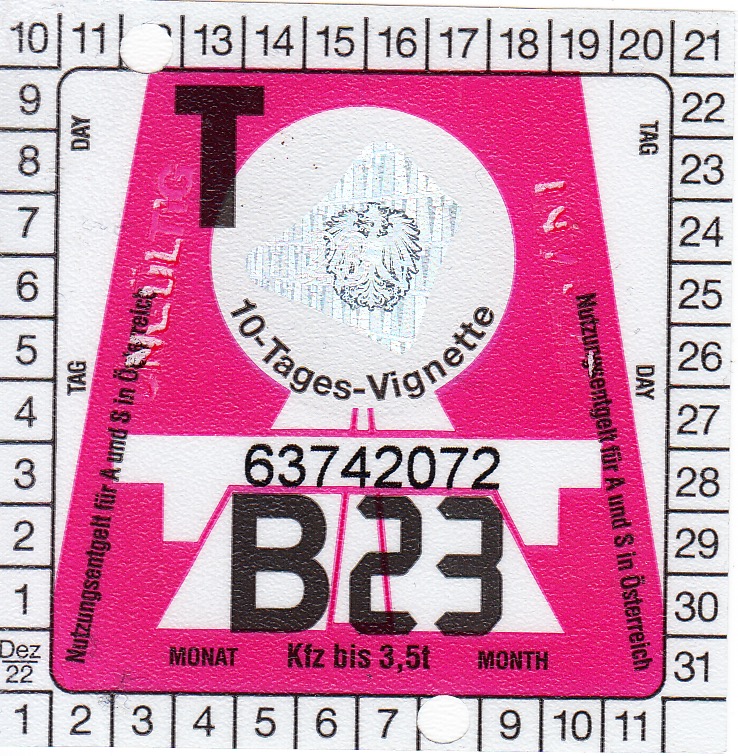 10 11 13 14 15 16 17 18 19 20 21
9 22
8 23
7 24
6 25
5 26
4 27
3 28
2 29
1 30
Dez
22
31
1 2 3 4 5 6 7 9 10 11
DAY
TAG
T
UNGÜLTIG
10-Tages-Vignette
TAG
DAY
Nutzungsentgelt für A und S in Österreich
Nutzungsentgelt für A und S in Österreich
63742072
B23
MONAT Kfz bis 3,5t MONTH